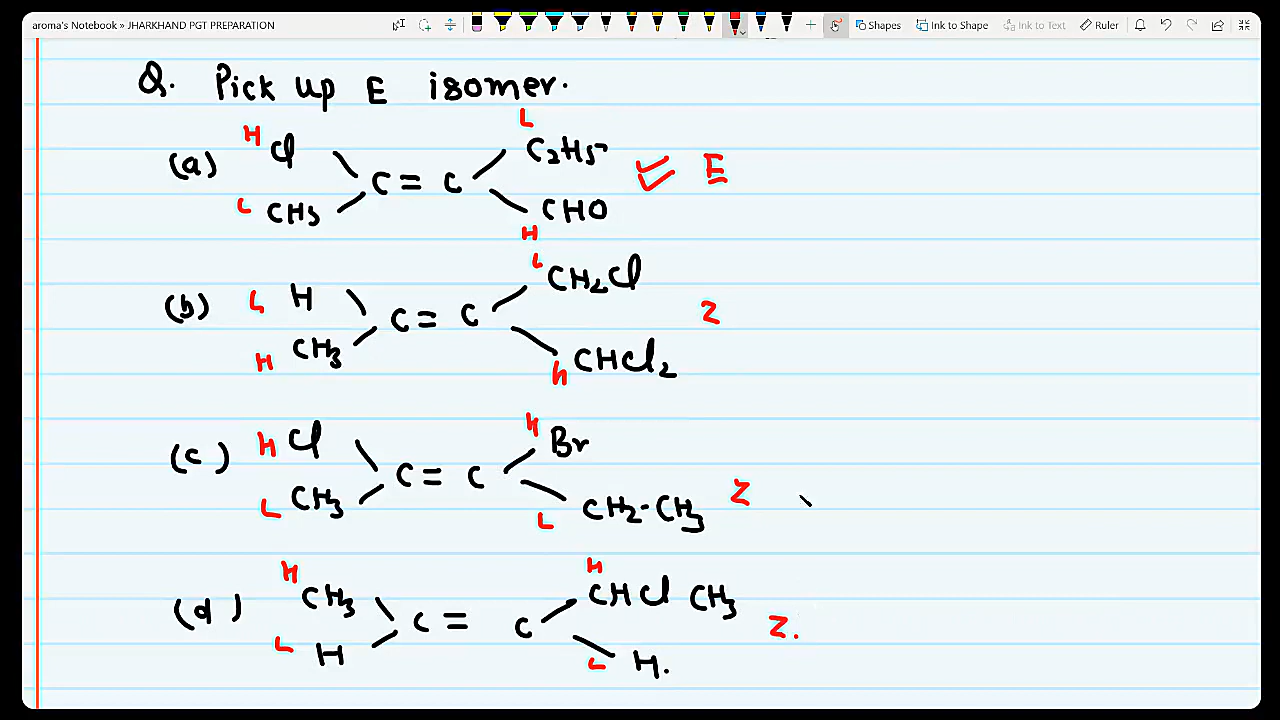 aroma's Notebook » JHARKHAND PGT PREPARATION
Shapes Ink to Shape Ink to Text Ruler
Q. Pick up E isomer.
L
H Cl C2H5
(a) C = C E
L CH3 CHO
H
L CH2Cl
(b) L H C = C Z
H CH3 CHCl2
H
H
(c) H Cl Br
C = C
L CH3 CH2-CH3 Z
L
H H
(d) CH3 CHCl CH3
C = C Z.
L H L H.